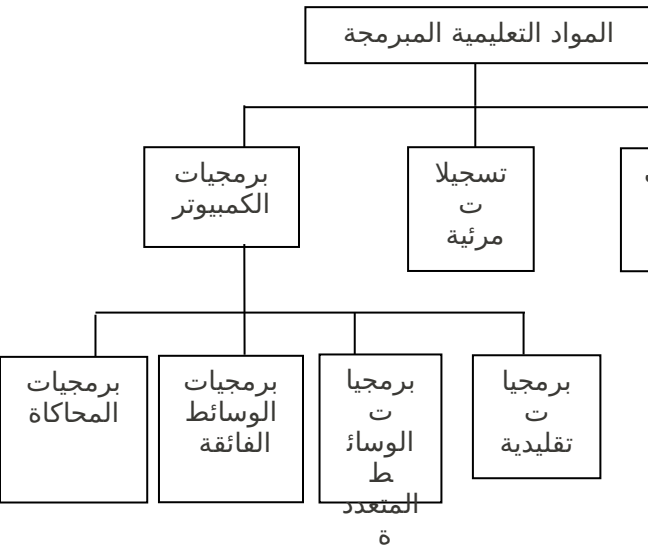 المواد التعليمية المبرمجة
تسجيلا
ت
مرئية
برمجيات
الكمبيوتر
برمجيا
ت
تقليدية
برمجيا
ت
الوسائ
ط
المتعدد
ة
برمجيات
الوسائط
الفائقة
برمجيات
المحاكاة